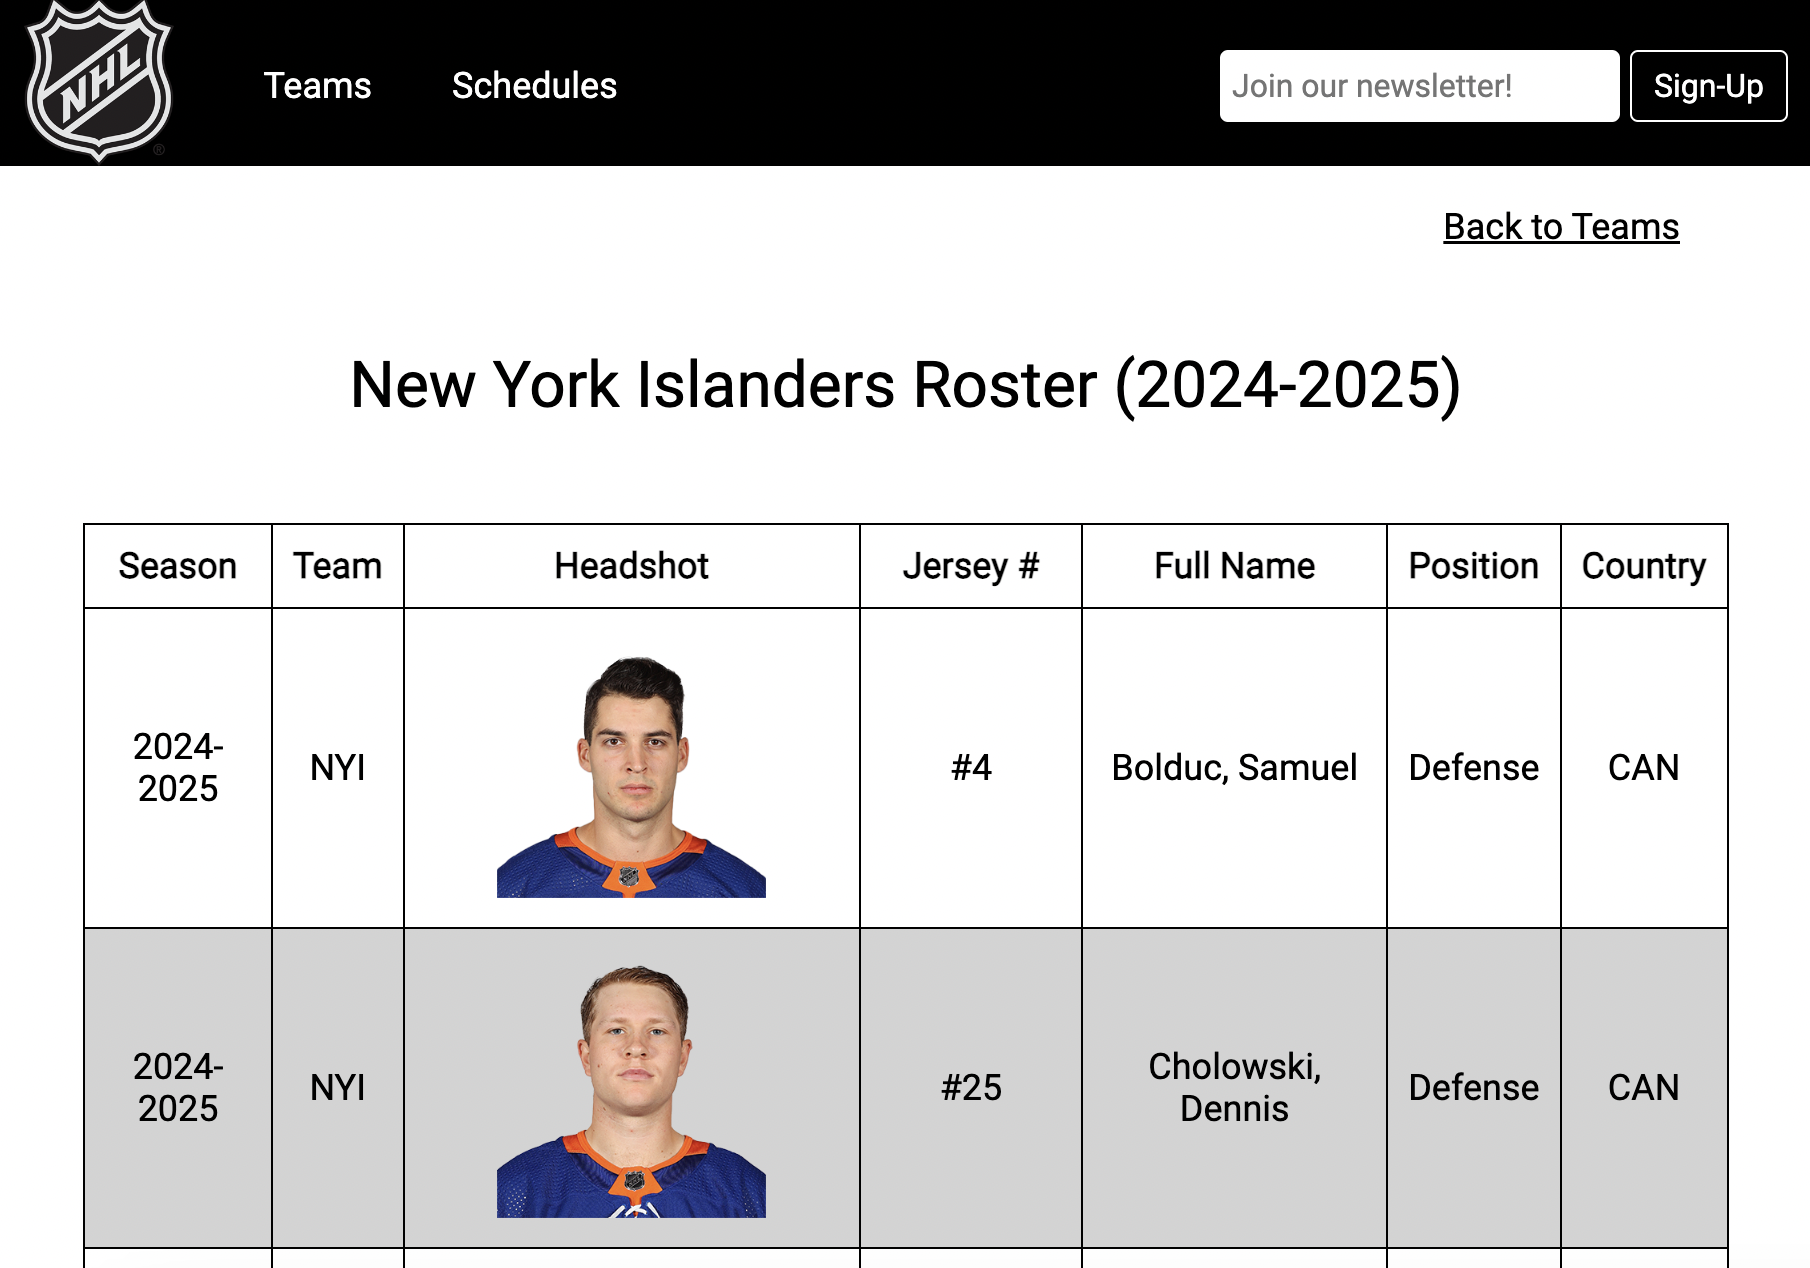 NHL
®
Teams
Schedules
Join our newsletter!
Sign-Up
Back to Teams
New York Islanders Roster (2024-2025)
Season
Team
Headshot
Jersey #
Full Name
Position
Country
2024-
2025
NYI
#4
Bolduc, Samuel
Defense
CAN
2024-
2025
NYI
#25
Cholowski,
Dennis
Defense
CAN